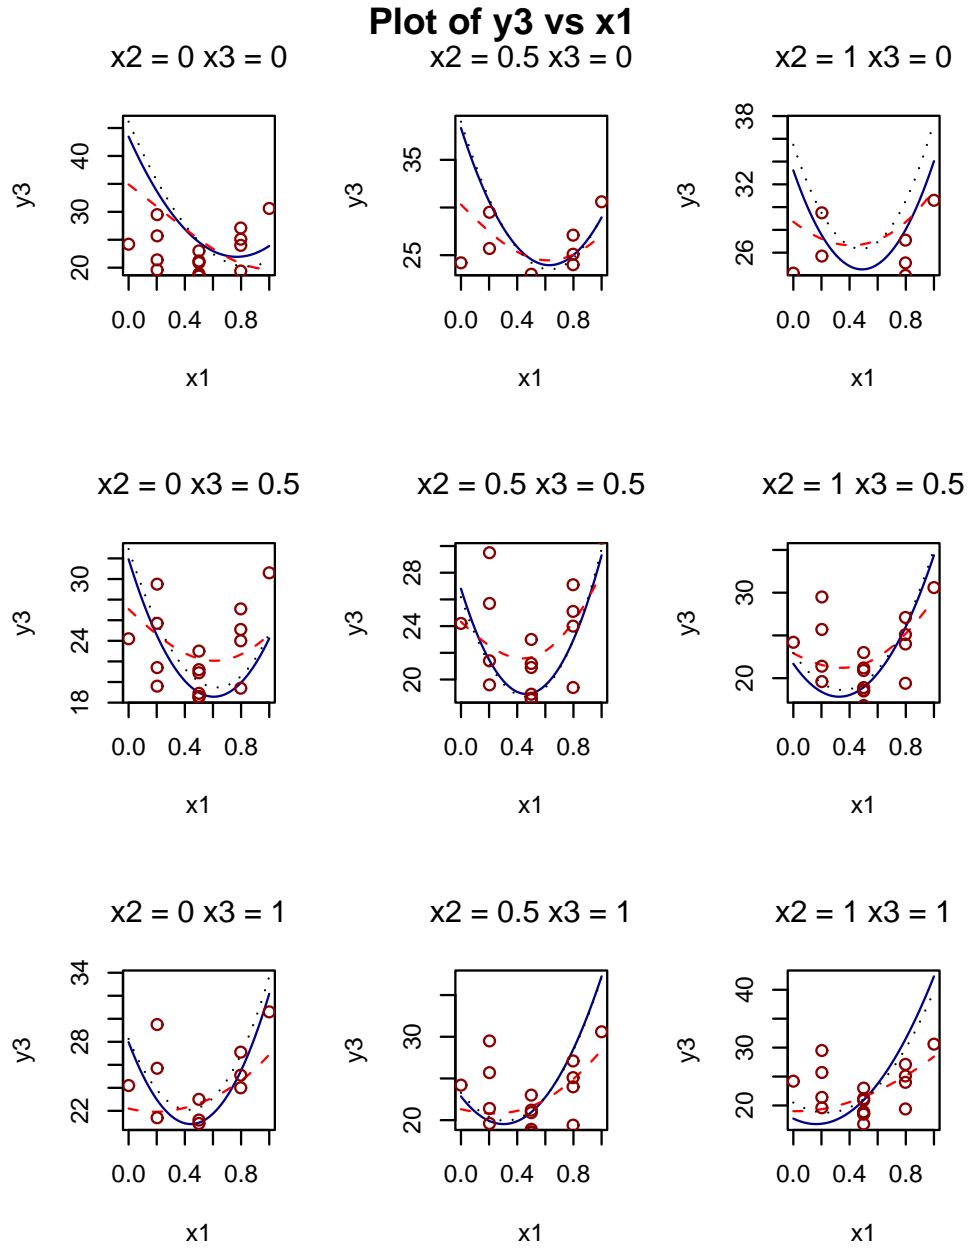 Plot of y3 vs x1
x2 = 0 x3 = 0
x2 = 0.5 x3 = 0
x2 = 1 x3 = 0
y3
20 30 40
0.0 0.4 0.8
x1
y3
25 35
0.0 0.4 0.8
x1
y3
26 32 38
0.0 0.4 0.8
x1
x2 = 0 x3 = 0.5
x2 = 0.5 x3 = 0.5
x2 = 1 x3 = 0.5
y3
18 24 30
0.0 0.4 0.8
x1
y3
20 24 28
0.0 0.4 0.8
x1
y3
20 30
0.0 0.4 0.8
x1
x2 = 0 x3 = 1
x2 = 0.5 x3 = 1
x2 = 1 x3 = 1
y3
22 28 34
0.0 0.4 0.8
x1
y3
20 30
0.0 0.4 0.8
x1
y3
20 30 40
0.0 0.4 0.8
x1